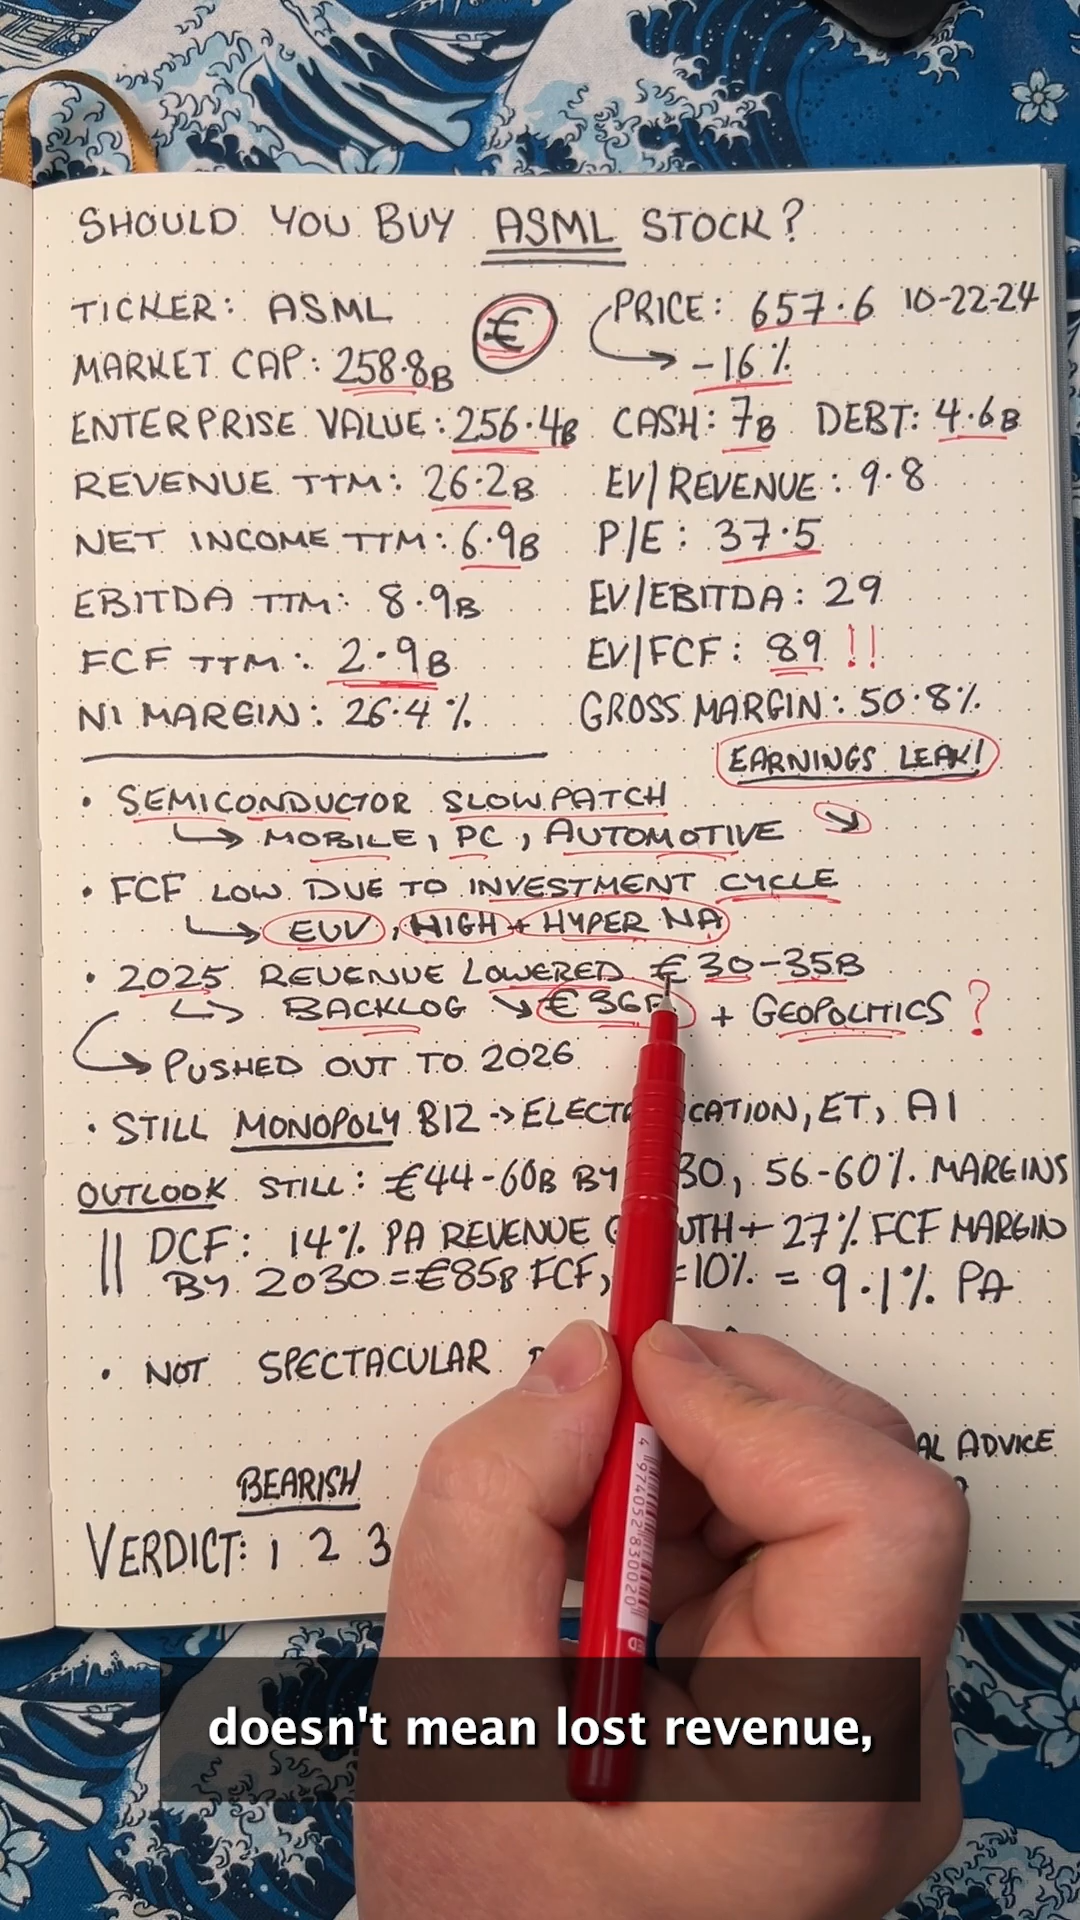 SHOULD YOU BUY ASML STOCK?
TICKER: ASML € PRICE: 657.6 10-22-24
MARKET CAP: 258.8B -16%
ENTERPRISE VALUE: 256.4B CASH: 7B DEBT: 4.6B
REVENUE TTM: 26.2B EV/REVENUE: 9.8
NET INCOME TTM: 6.9B P/E: 37.5
EBITDA TTM: 8.9B EV/EBITDA: 29
FCF TTM: 2.9B EV/FCF: 89 !!
NI MARGIN: 26.4% GROSS MARGIN: 50.8%
EARNINGS LEAK!
• SEMICONDUCTOR SLOW PATCH
↳ MOBILE, PC, AUTOMOTIVE ↘
• FCF LOW DUE TO INVESTMENT CYCLE
↳ EUV, HIGH + HYPER NA
• 2025 REVENUE LOWERED €30-35B
↳ BACKLOG ↘ €36B + GEOPOLITICS ?
↳ PUSHED OUT TO 2026
• STILL MONOPOLY BIZ -> ET, AI
OUTLOOK STILL: €44-60B BY 56-60% MARGINS
|| DCF: 14% PA REVENUE + 27% FCF MARGIN
BY 2030 = €85B FCF, =10% = 9.1% PA
• NOT SPECTACULAR
ADVICE
BEARISH
VERDICT: 1 2 3
4 974052 830020
doesn't mean lost revenue,